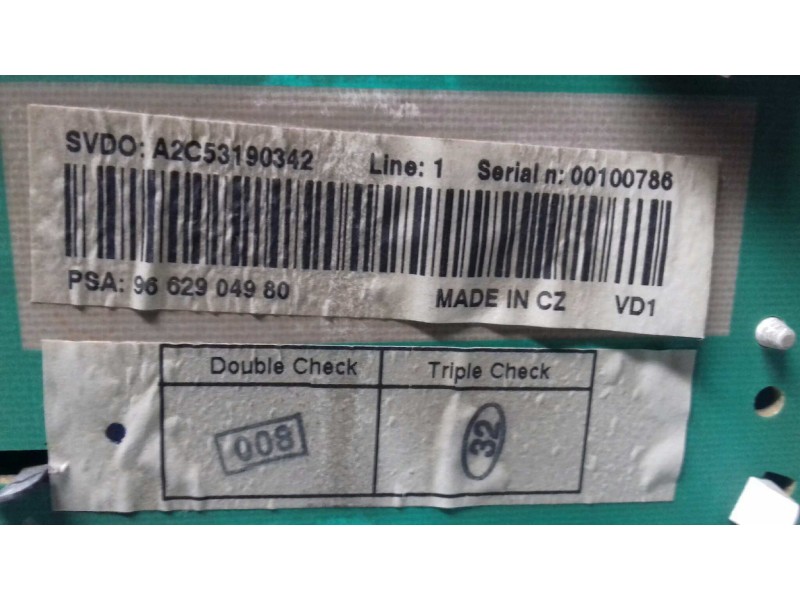 SVDO: A2C53190342 Line: 1 Serial n: 00100786
PSA: 96 629 049 80 MADE IN CZ VD1
Double Check Triple Check
008 32